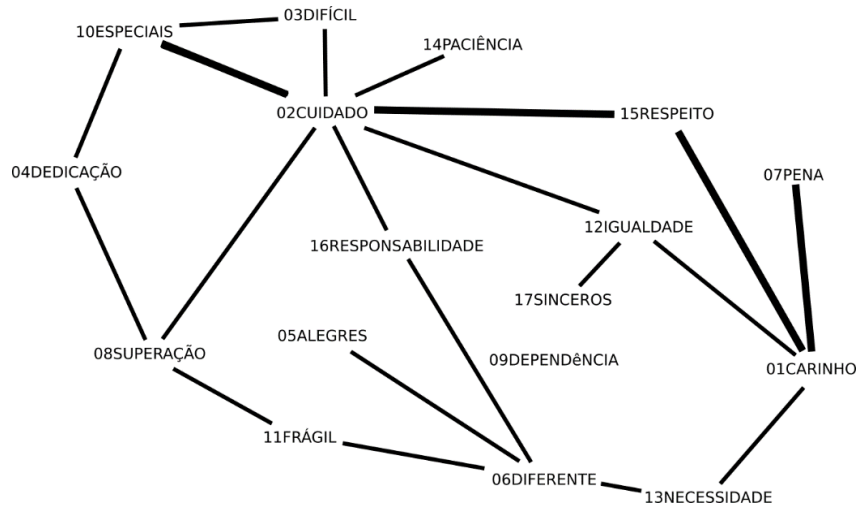 03DIFÍCIL
10ESPECIAIS
14PACIÊNCIA
02CUIDADO
15RESPEITO
04DEDICAÇÃO
07PENA
12IGUALDADE
16RESPONSABILIDADE
17SINCEROS
05ALEGRES
08SUPERAÇÃO
09DEPENDêNCIA
01CARINHO
11FRÁGIL
06DIFERENTE
13NECESSIDADE